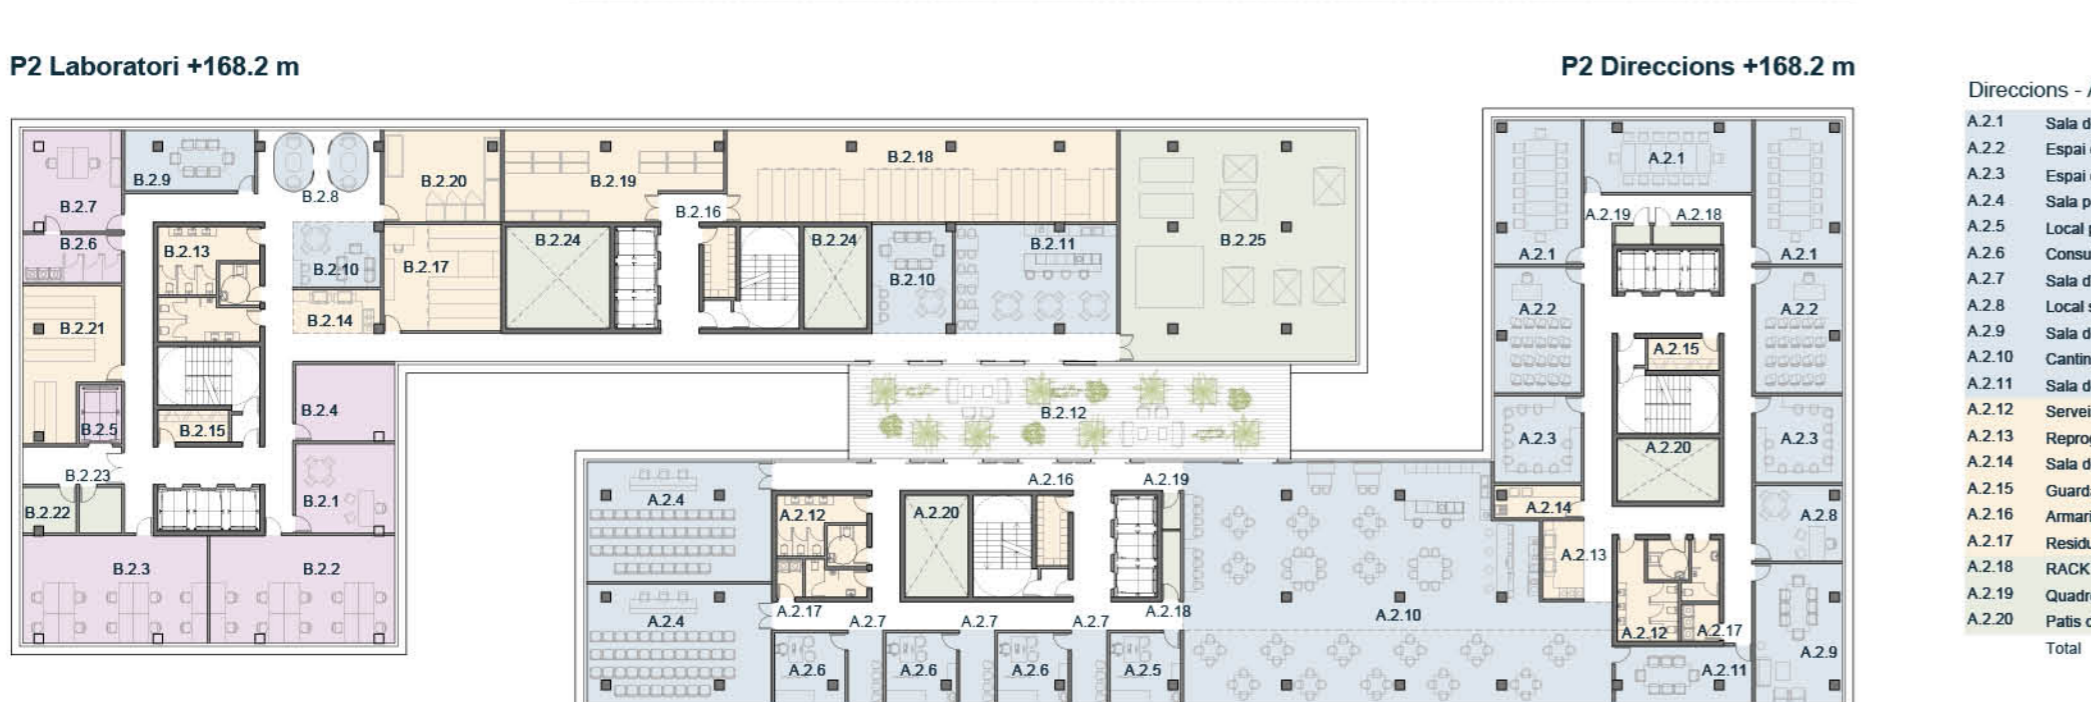 P2 Laboratori +168.2 m
P2 Direccions +168.2 m
B.2.7
B.2.9
B.2.8
B.2.20
B.2.19
B.2.18
B.2.16
B.2.6
B.2.13
B.2.10
B.2.17
B.2.24
B.2.24
B.2.10
B.2.11
B.2.25
B.2.21
B.2.14
B.2.5
B.2.15
B.2.4
B.2.12
B.2.23
B.2.1
B.2.22
B.2.3
B.2.2
A.2.1
A.2.19
A.2.18
A.2.1
A.2.1
A.2.2
A.2.2
A.2.15
A.2.3
A.2.3
A.2.20
A.2.4
A.2.16
A.2.19
A.2.12
A.2.20
A.2.14
A.2.8
A.2.13
A.2.4
A.2.17
A.2.7
A.2.7
A.2.7
A.2.18
A.2.10
A.2.12
A.2.17
A.2.9
A.2.6
A.2.6
A.2.6
A.2.5
A.2.11
Direccions -
A.2.1 Sala
A.2.2 Espai
A.2.3 Espai
A.2.4 Sala
A.2.5 Local
A.2.6
A.2.7 Sala
A.2.8 Local
A.2.9 Sala
A.2.10
A.2.11 Sala
A.2.12
A.2.13
A.2.14 Sala
A.2.15
A.2.16
A.2.17
A.2.18 RACK
A.2.19
A.2.20 Patis
Total